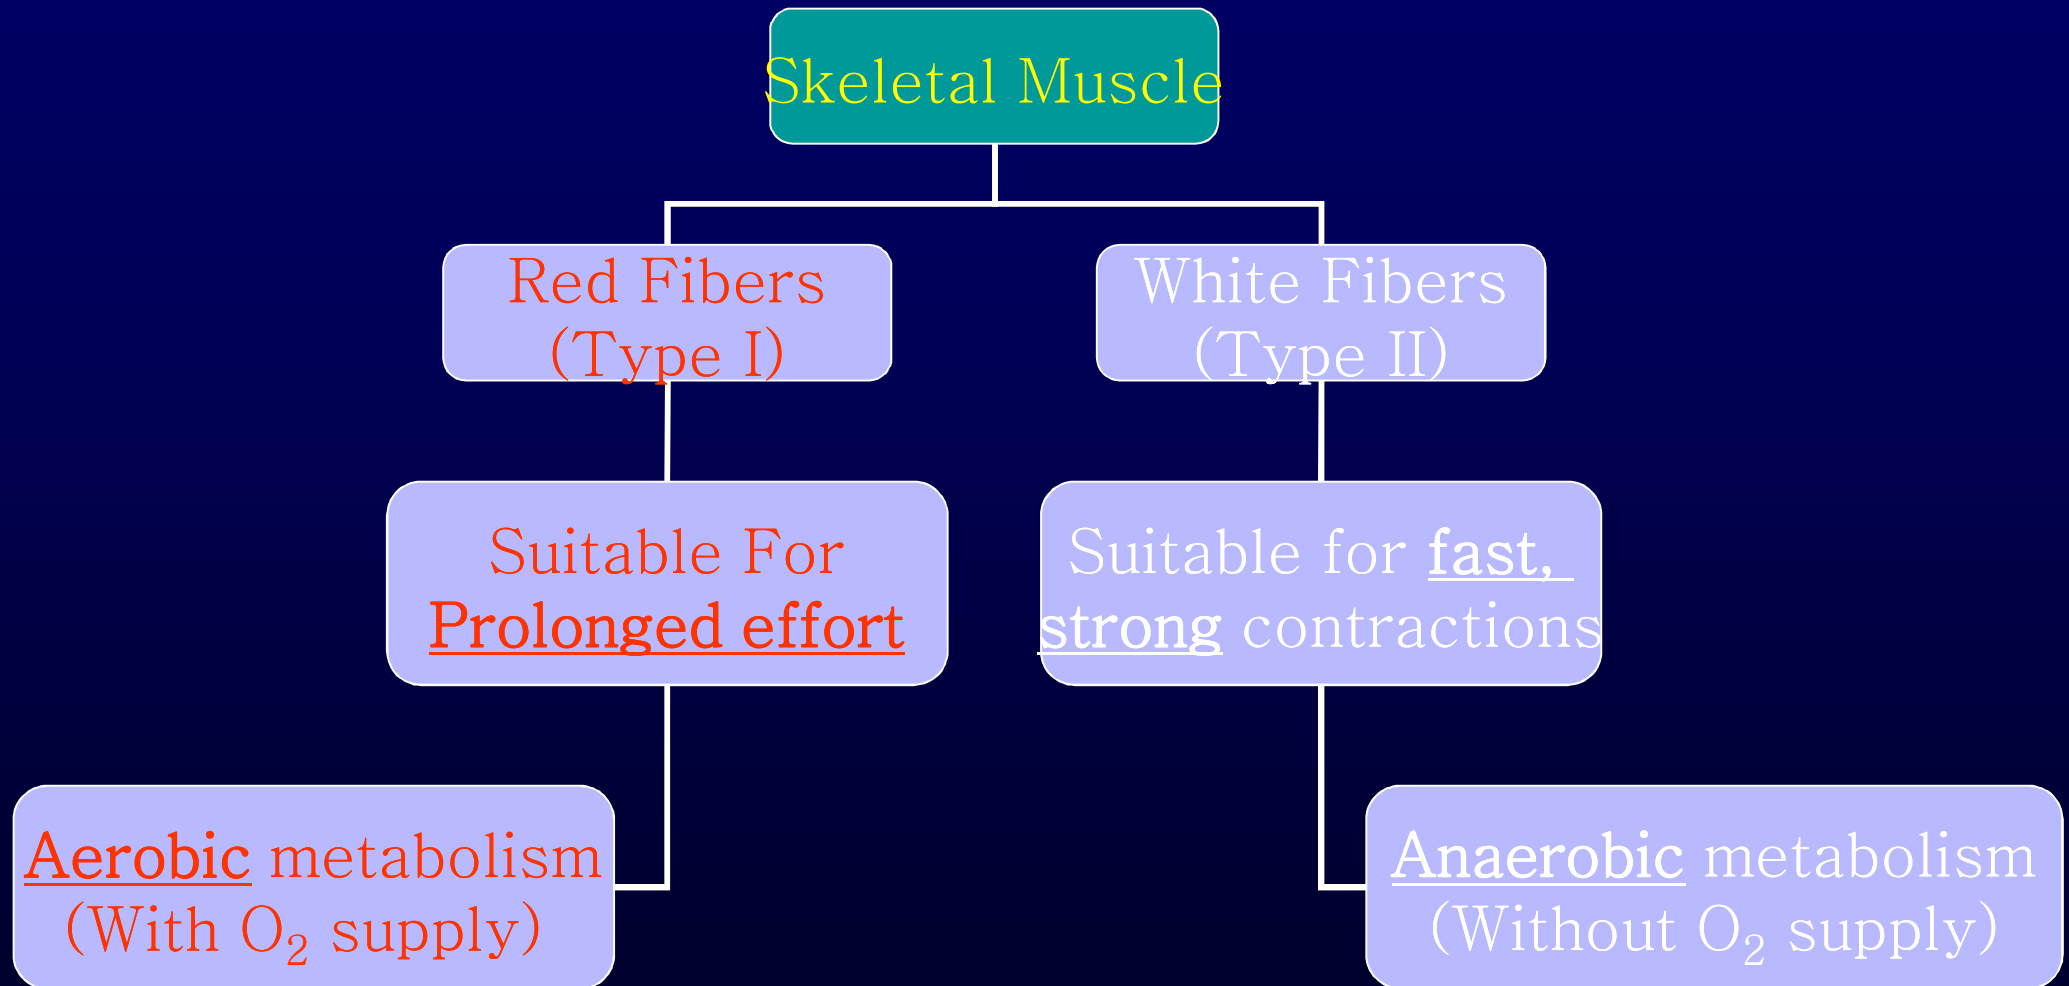 Skeletal Muscle
Red Fibers
(Type I)
White Fibers
(Type II)
Suitable For
Prolonged effort
Suitable for fast,
strong contractions
Aerobic metabolism
(With O₂ supply)
Anaerobic metabolism
(Without O₂ supply)